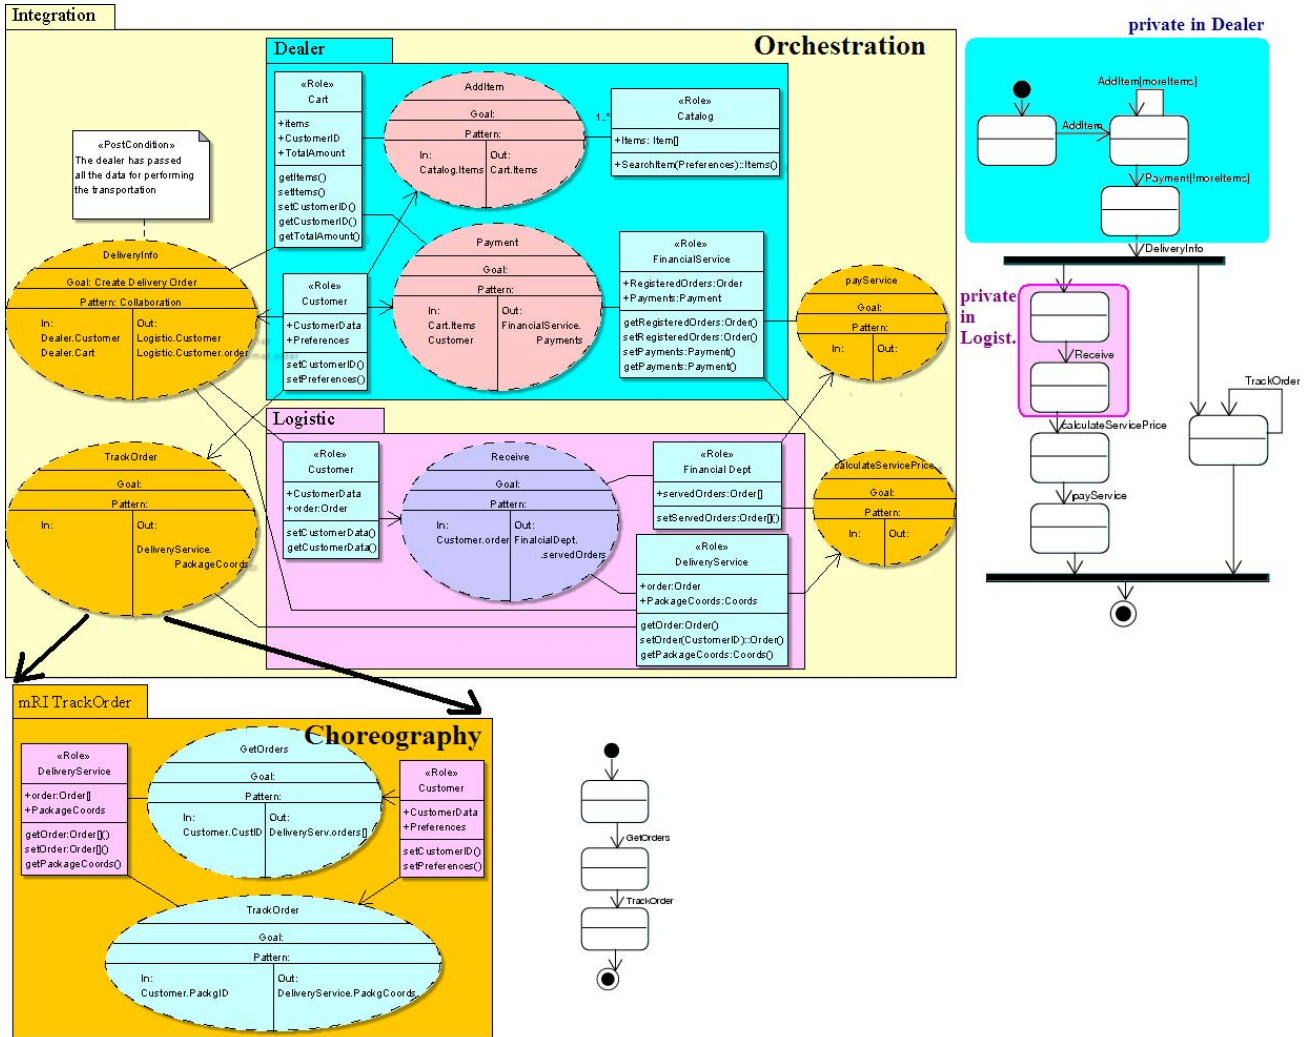 Integration
Orchestration
Dealer
«Role»
Cart
+items
+CustomerID
+TotalAmount
getItems()
setItems()
setCustomerID()
getCustomerID()
getTotalAmount()
AddItem
Goal:
Pattern:
In:
Catalog.Items
Out:
Cart.Items
1..*
«Role»
Catalog
+Items: Item[]
+SearchItem(Preferences)::Items()
«PostCondition»
The dealer has passed
all the data for performing
the transportation
DeliveryInfo
Goal: Create Delivery Order
Pattern: Collaboration
In:
Dealer.Customer
Dealer.Cart
Out:
Logistic.Customer
Logistic.Customer.order
«Role»
Customer
+CustomerData
+Preferences
setCustomerID()
setPreferences()
Payment
Goal:
Pattern:
In:
Cart.Items
Customer
Out:
FinancialService.
Payments
«Role»
FinancialService
+RegisteredOrders:Order
+Payments:Payment
getRegisteredOrders:Order()
setRegisteredOrders:Order()
setPayments:Payment()
getPayments:Payment()
payService
Goal:
Pattern:
In:
Out:
Logistic
TrackOrder
Goal:
Pattern:
In:
Out:
DeliveryService.
PackageCoords
«Role»
Customer
+CustomerData
+order:Order
setCustomerData()
getCustomerData()
Receive
Goal:
Pattern:
In:
Customer.order
Out:
FinalcialDept.
.servedOrders
«Role»
Financial Dept
+servedOrders:Order[]
setServedOrders:Order[]()
calculateServicePrice
Goal:
Pattern:
In:
Out:
«Role»
DeliveryService
+order:Order
+PackageCoords:Coords
getOrder:Order()
setOrder(CustomerID)::Order()
getPackageCoords:Coords()
private in Dealer
AddItem[moreItems]
AddItem
Payment[!moreItems]
DeliveryInfo
private
in
Logist.
Receive
TrackOrder
calculateServicePrice
payService
mRI TrackOrder
Choreography
«Role»
DeliveryService
+order:Order[]
+PackageCoords
getOrder:Order[]()
setOrder:Order[]()
getPackageCoords()
GetOrders
Goal:
Pattern:
In:
Customer.CustID
Out:
DeliveryServ.orders[]
«Role»
Customer
+CustomerData
+Preferences
setCustomerID()
setPreferences()
TrackOrder
Goal:
Pattern:
In:
Customer.PackgID
Out:
DeliveryService.PackgCoords
GetOrders
TrackOrder